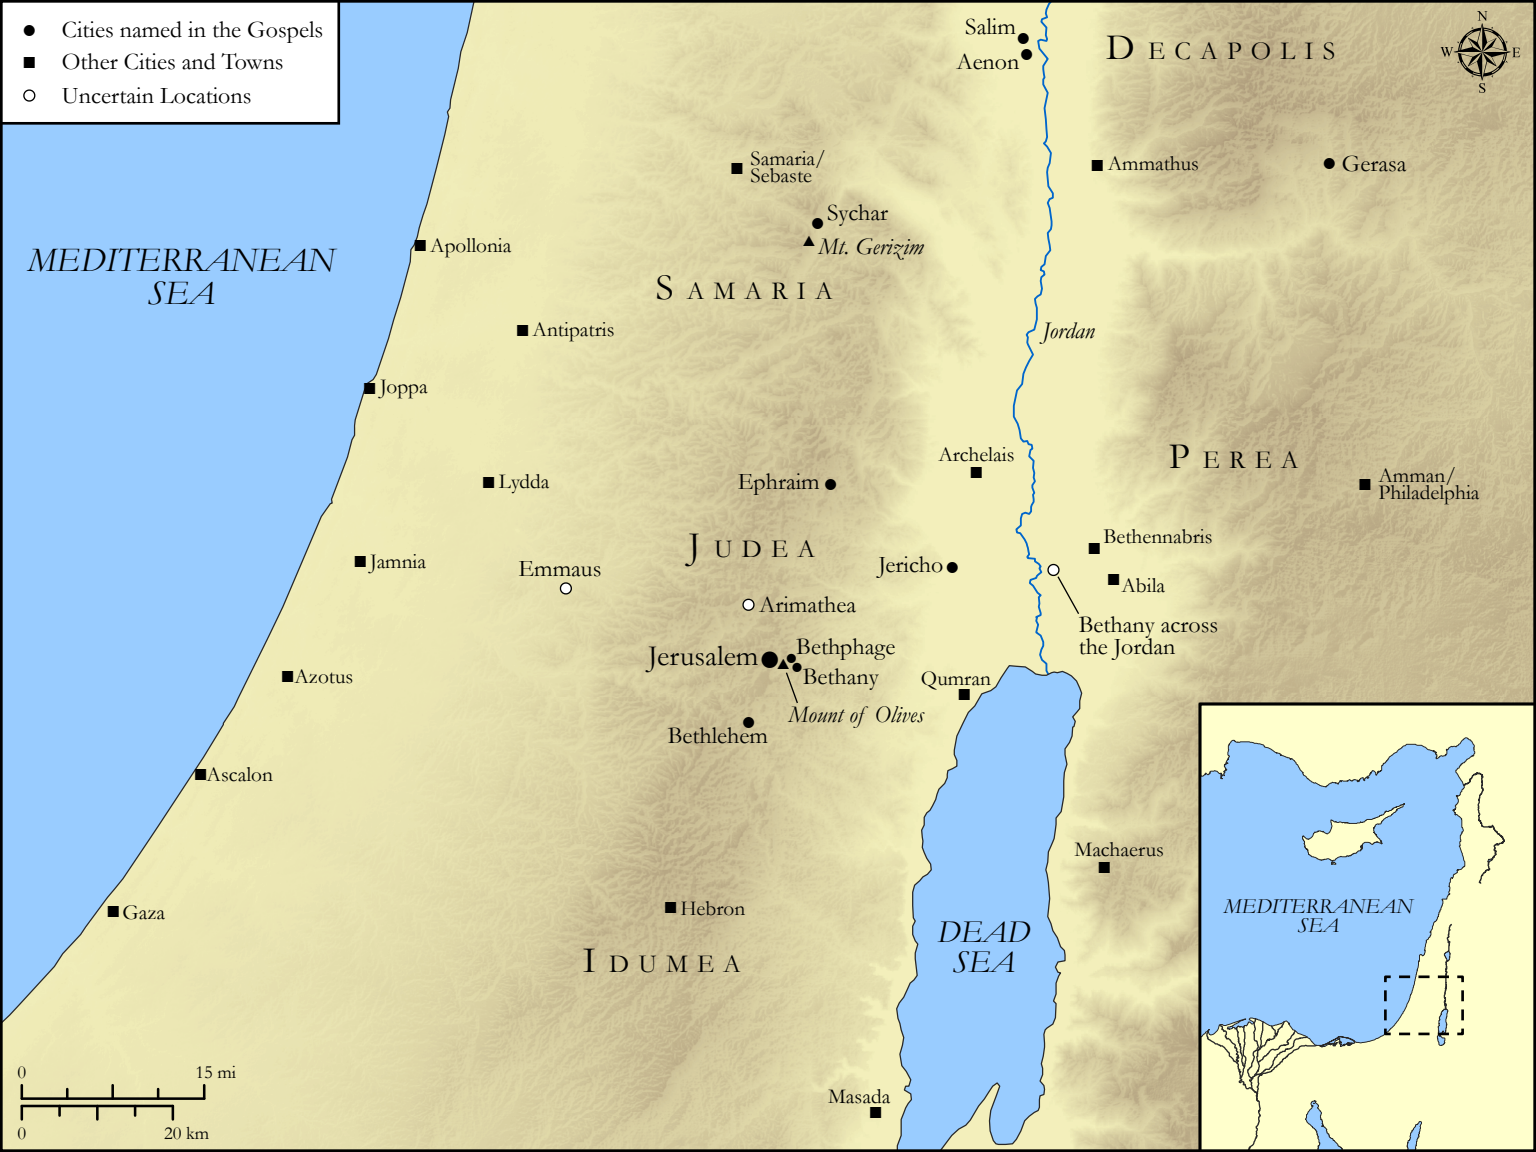 Cities named in the Gospels
Other Cities and Towns
Uncertain Locations
Salim
Aenon
DECAPOLIS
N
W
E
S
Samaria/
Sebaste
Ammathus
Gerasa
Sychar
Mt. Gerizim
Apollonia
MEDITERRANEAN
SEA
SAMARIA
Antipatris
Jordan
Joppa
Archelais
PEREA
Lydda
Ephraim
Amman/
Philadelphia
Bethennabris
JUDEA
Jamnia
Emmaus
Jericho
Abila
Arimathea
Bethany across
the Jordan
Jerusalem
Bethphage
Bethany
Azotus
Qumran
Mount of Olives
Bethlehem
Ascalon
Machaerus
Gaza
Hebron
DEAD
SEA
IDUMEA
MEDITERRANEAN
SEA
0
15 mi
0
20 km
Masada